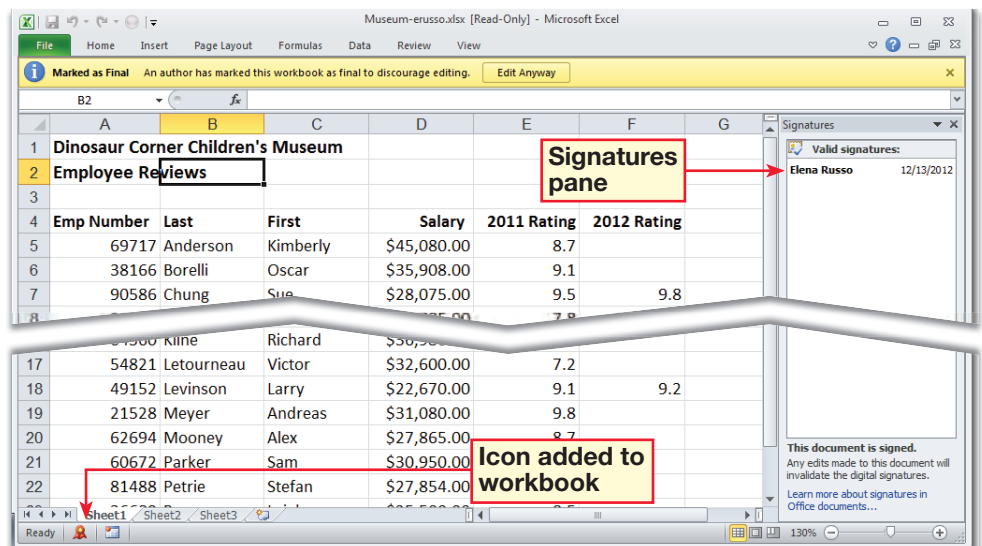 Museum-erusso.xlsx [Read-Only] - Microsoft Excel
File Home Insert Page Layout Formulas Data Review View
Marked as Final An author has marked this workbook as final to discourage editing. Edit Anyway
B2 fx
A B C D E F G
Signatures
1 Dinosaur Corner Children's Museum
Valid signatures:
2 Employee Reviews
Elena Russo 12/13/2012
Signatures
pane
3
4 Emp Number Last First Salary 2011 Rating 2012 Rating
5 69717 Anderson Kimberly $45,080.00 8.7
6 38166 Borelli Oscar $35,908.00 9.1
7 90586 Chung Sue $28,075.00 9.5 9.8
8 7.8
Kline Richard
17 54821 Letourneau Victor $32,600.00 7.2
18 49152 Levinson Larry $22,670.00 9.1 9.2
19 21528 Meyer Andreas $31,080.00 9.8
20 62694 Mooney Alex $27,865.00 8.7
21 60672 Parker Sam $30,950.00
22 81488 Petrie Stefan $27,854.00
Icon added to
workbook
This document is signed.
Any edits made to this document will
invalidate the digital signatures.
Learn more about signatures in
Office documents...
Sheet1 Sheet2 Sheet3
Ready 130%